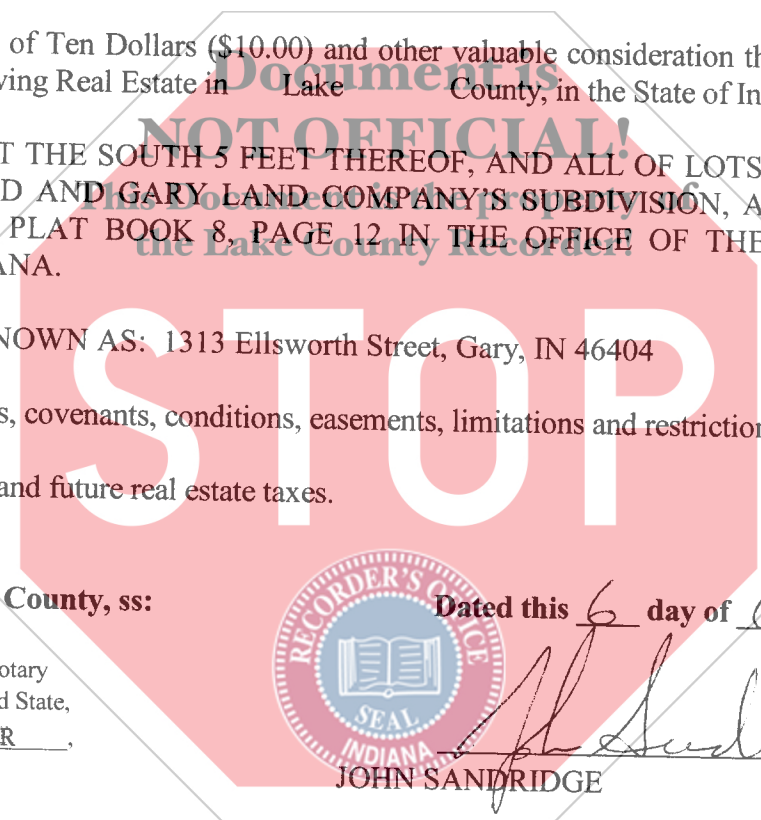 of Ten Dollars ($10.00) and other valuable consideration th
ving Real Estate in Lake County, in the State of In
Document is
NOT OFFICIAL!
This Document is the property of
the Lake County Recorder!
T THE SOUTH 5 FEET THEREOF, AND ALL OF LOTS
D AND GARY LAND COMPANY'S SUBDIVISION, A
PLAT BOOK 8, PAGE 12 IN THE OFFICE OF THE
ANA.
NOWN AS: 1313 Ellsworth Street, Gary, IN 46404
STOP
s, covenants, conditions, easements, limitations and restriction
and future real estate taxes.
County, ss:
Dated this 6 day of
otary
d State,
R ,
RECORDER'S OFFICE
SEAL
INDIANA
JOHN SANDRIDGE